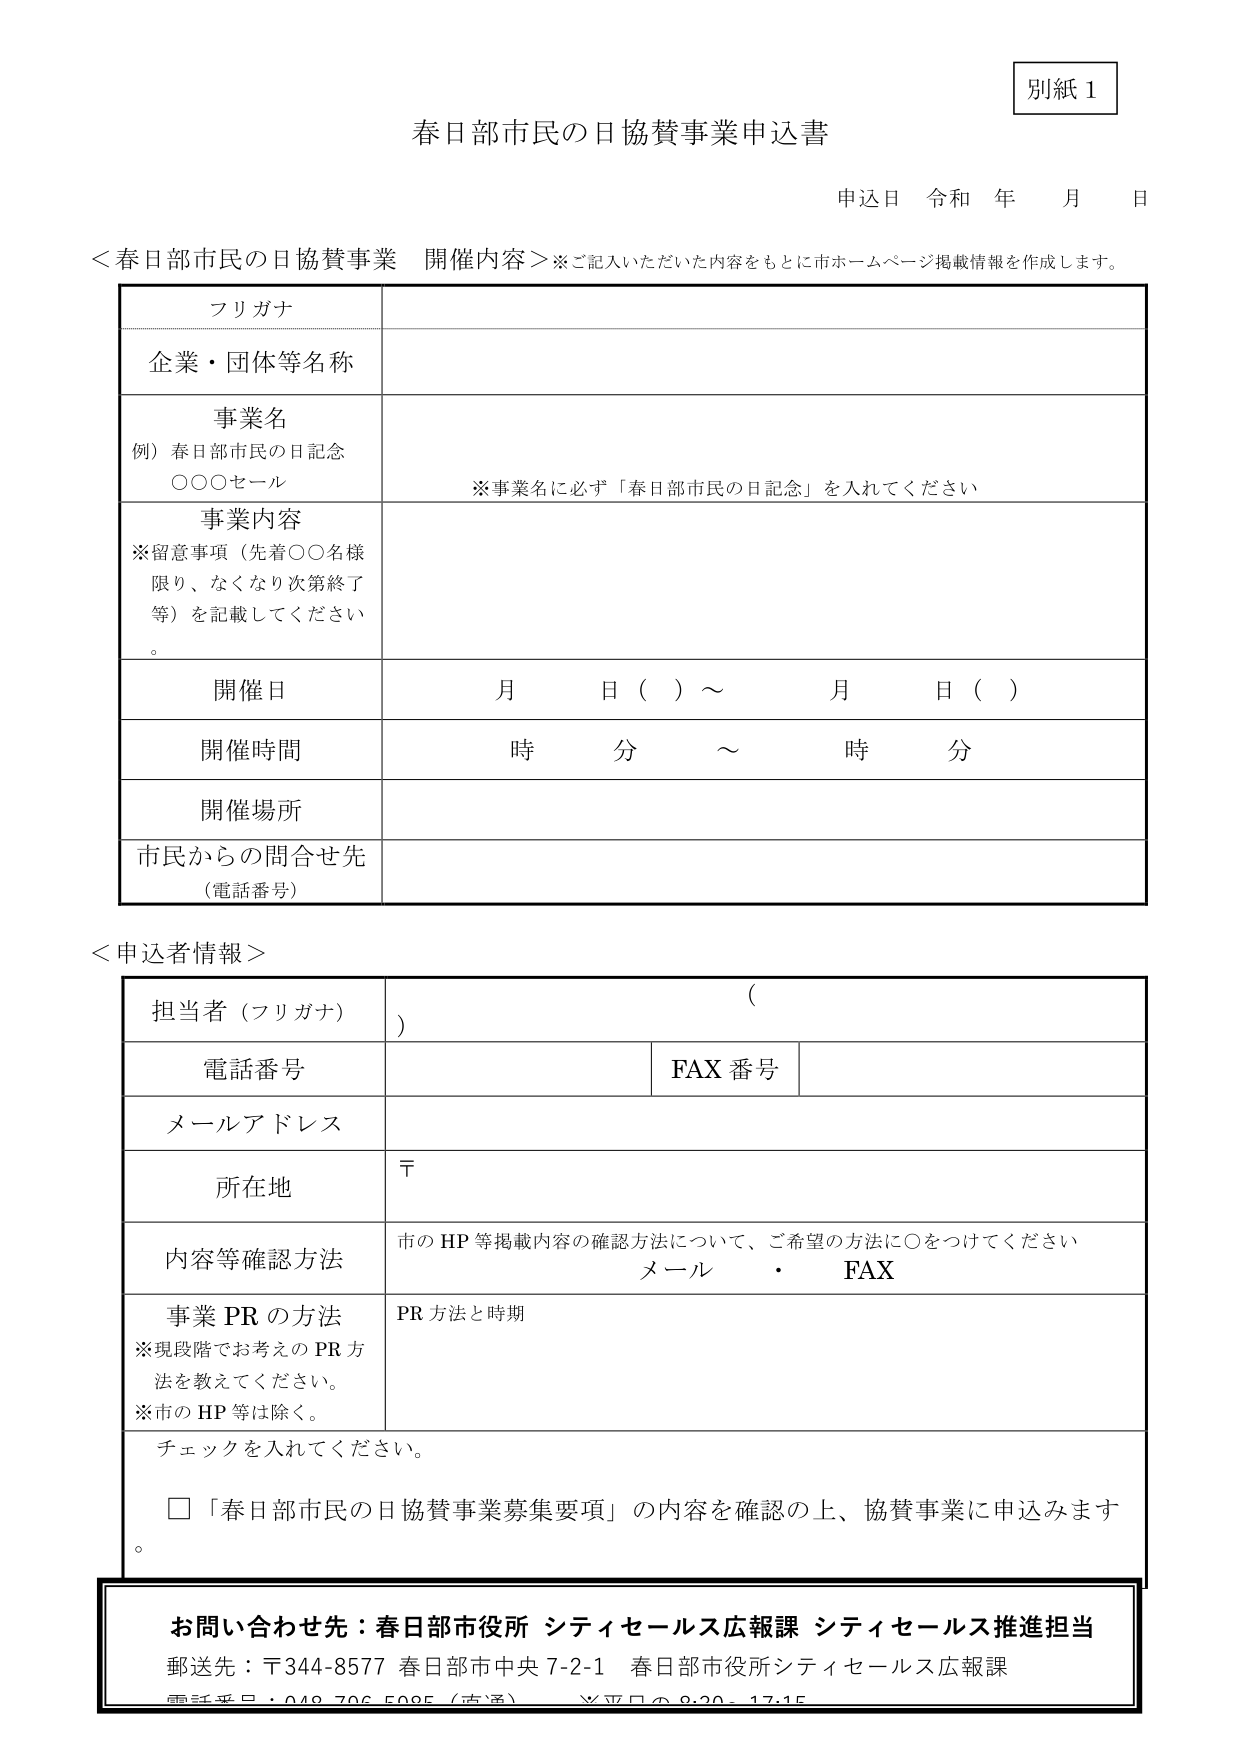 別紙１
春日部市民の日協賛事業申込書
申込日　令和　年　　月　　日
＜春日部市民の日協賛事業　開催内容＞※ご記入いただいた内容をもとに市ホームページ掲載情報を作成します。
フリガナ
企業・団体等名称
事業名
例）春日部市民の日記念
〇〇〇セール
※事業名に必ず「春日部市民の日記念」を入れてください
事業内容
※留意事項（先着〇〇名様
限り、なくなり次第終了
等）を記載してください
。
開催日　月　　日（　）～　　月　　日（　）
開催時間　時　　分　　～　　時　　分
開催場所
市民からの問合せ先
（電話番号）
＜申込者情報＞
担当者（フリガナ）　（
）
電話番号　FAX 番号
メールアドレス
所在地　〒
内容等確認方法
市の HP 等掲載内容の確認方法について、ご希望の方法に〇をつけてください
メール　　・　　FAX
事業 PR の方法
※現段階でお考えの PR 方
法を教えてください。
※市の HP 等は除く。
PR 方法と時期
チェックを入れてください。
□「春日部市民の日協賛事業募集要項」の内容を確認の上、協賛事業に申込みます
。
お問い合わせ先：春日部市役所 シティセールス広報課 シティセールス推進担当
郵送先：〒344-8577 春日部市中央 7-2-1　春日部市役所シティセールス広報課